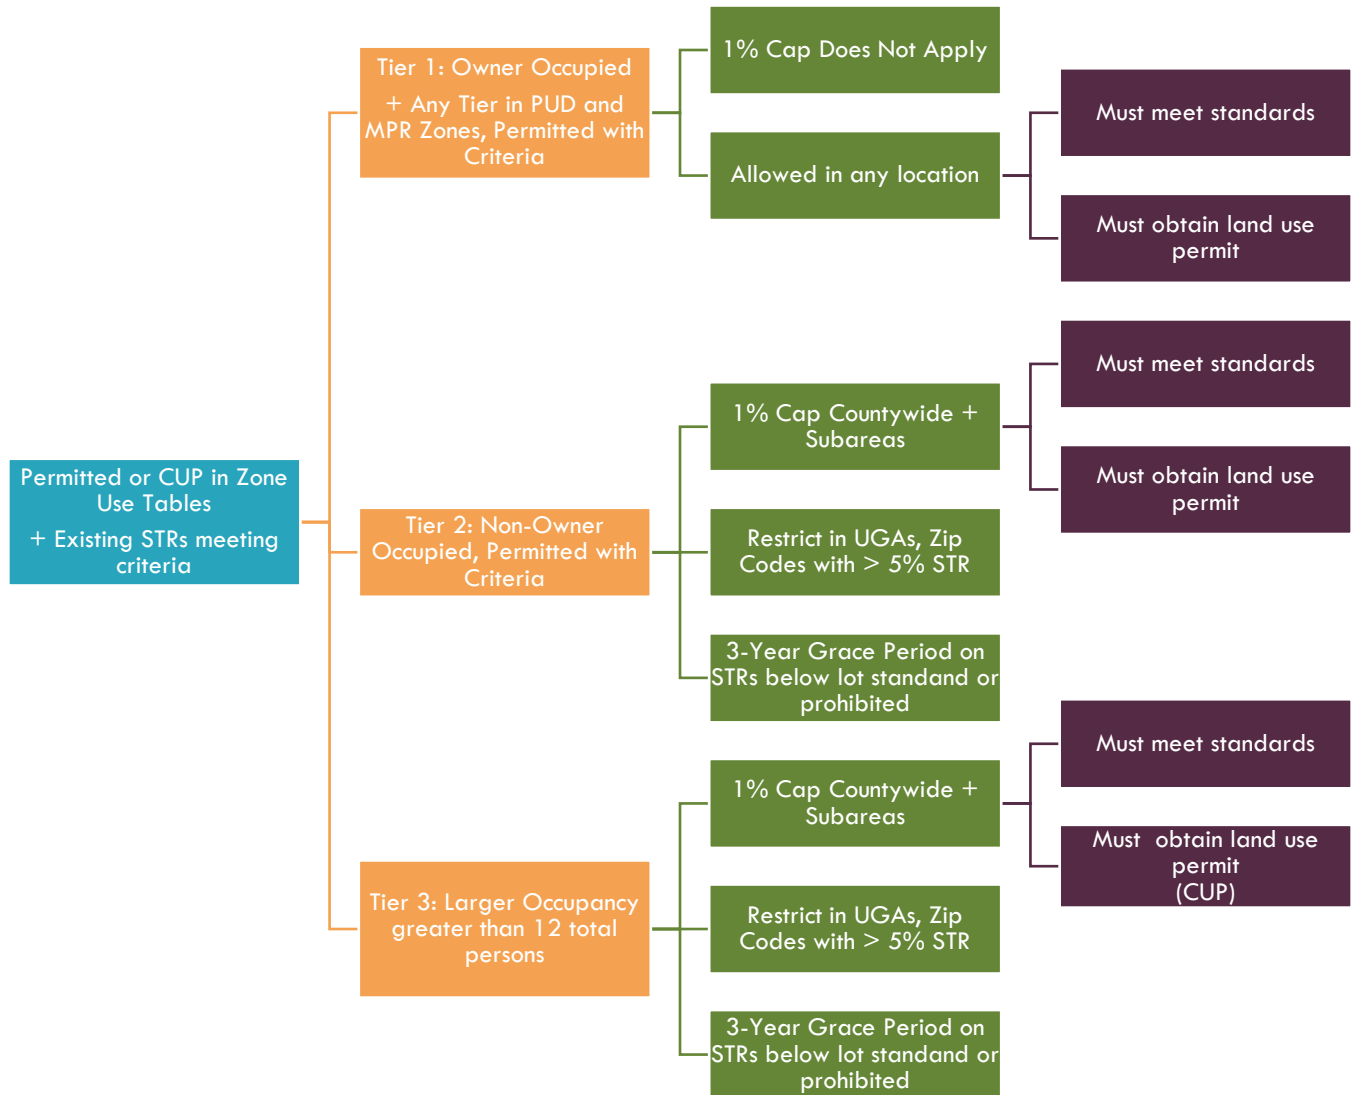 Permitted or CUP in Zone
Use Tables
+ Existing STRs meeting
criteria
Tier 1: Owner Occupied
+ Any Tier in PUD and
MPR Zones, Permitted with
Criteria
1% Cap Does Not Apply
Allowed in any location
Must meet standards
Must obtain land use
permit
Tier 2: Non-Owner
Occupied, Permitted with
Criteria
1% Cap Countywide +
Subareas
Must meet standards
Must obtain land use
permit
Restrict in UGAs, Zip
Codes with > 5% STR
3-Year Grace Period on
STRs below lot standand or
prohibited
Tier 3: Larger Occupancy
greater than 12 total
persons
1% Cap Countywide +
Subareas
Must meet standards
Must  obtain land use
permit
(CUP)
Restrict in UGAs, Zip
Codes with > 5% STR
3-Year Grace Period on
STRs below lot standand or
prohibited